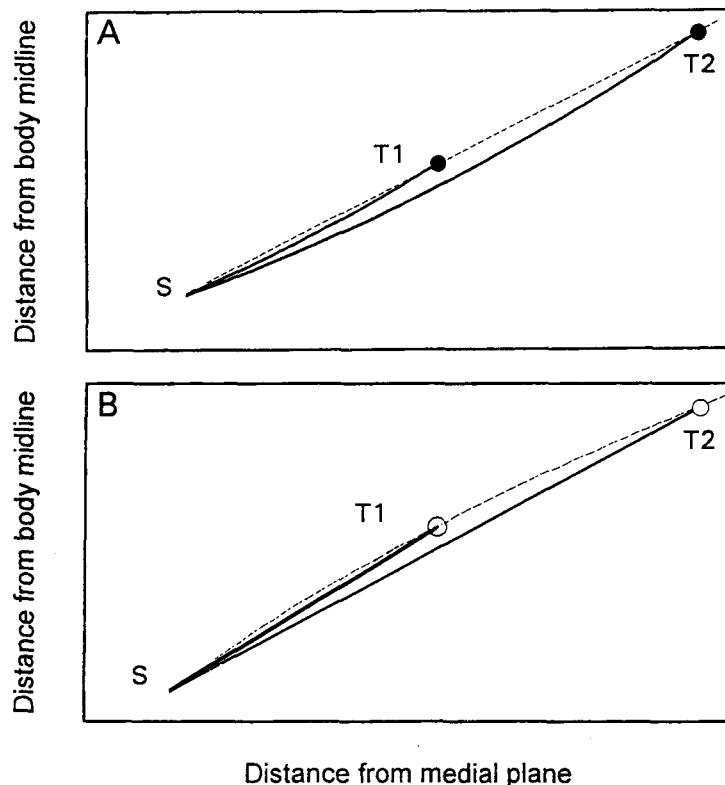 A
T2
T1
S
Distance from body midline
B
T2
T1
S
Distance from body midline
Distance from medial plane